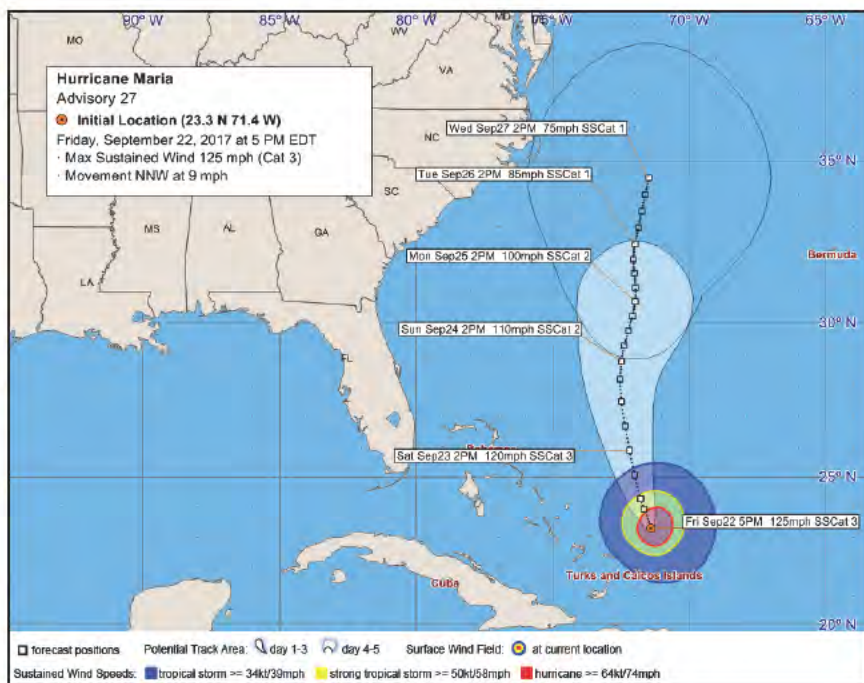 90° W
85° W
80° W
75° W
70° W
65° W
MO
KY
WV
MD
VA
Hurricane Maria
Advisory 27
Initial Location (23.3 N 71.4 W)
Friday, September 22, 2017 at 5 PM EDT
· Max Sustained Wind 125 mph (Cat 3)
· Movement NNW at 9 mph
NC
Wed Sep27 2PM 75mph SSCat 1
35° N
Tue Sep26 2PM 85mph SSCat 1
SC
MS
AL
GA
Mon Sep25 2PM 100mph SSCat 2
Bermuda
LA
Sun Sep24 2PM 110mph SSCat 2
30° N
FL
Sat Sep23 2PM 120mph SSCat 3
25° N
Fri Sep22 5PM 125mph SSCat 3
Turks and Caicos Islands
Cuba
20° N
forecast positions Potential Track Area: day 1-3 day 4-5 Surface Wind Field: at current location
Sustained Wind Speeds: tropical storm >= 34kt/39mph strong tropical storm >= 50kt/58mph hurricane >= 64kt/74mph